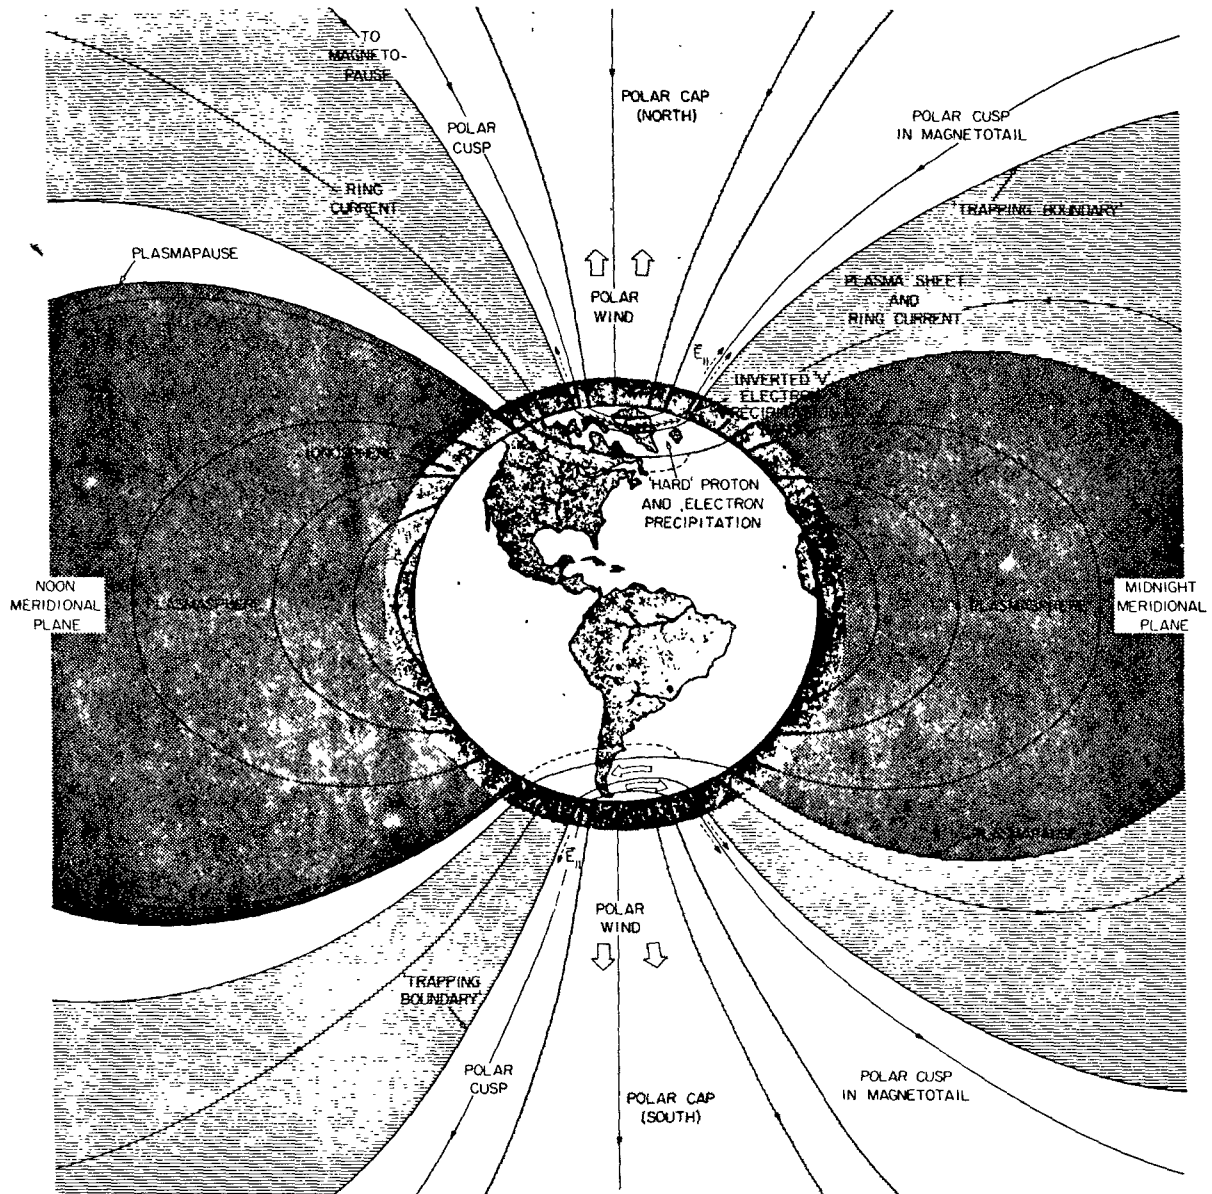 TO
MAGNETO-
PAUSE
POLAR
CUSP
POLAR CAP
(NORTH)
POLAR CUSP
IN MAGNETOTAIL
RING
CURRENT
'TRAPPING BOUNDARY'
PLASMAPAUSE
POLAR
WIND
PLASMA SHEET
AND
RING CURRENT
E̅||
INVERTED 'V'
ELECTRON
PRECIPITATION
IONOSPHERE
'HARD' PROTON
AND ELECTRON
PRECIPITATION
NOON
MERIDIONAL
PLANE
PLASMASPHERE
PLASMASPHERE
MIDNIGHT
MERIDIONAL
PLANE
PLASMAPAUSE
E̅||
POLAR
WIND
'TRAPPING
BOUNDARY'
POLAR
CUSP
POLAR CAP
(SOUTH)
POLAR CUSP
IN MAGNETOTAIL